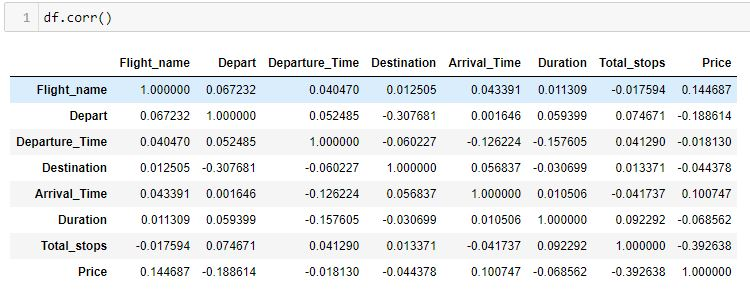 1 df.corr()
Flight_name Depart Departure_Time Destination Arrival_Time Duration Total_stops Price
Flight_name 1.000000 0.067232 0.040470 0.012505 0.043391 0.011309 -0.017594 0.144687
Depart 0.067232 1.000000 0.052485 -0.307681 0.001646 0.059399 0.074671 -0.188614
Departure_Time 0.040470 0.052485 1.000000 -0.060227 -0.126224 -0.157605 0.041290 -0.018130
Destination 0.012505 -0.307681 -0.060227 1.000000 0.056837 -0.030699 0.013371 -0.044378
Arrival_Time 0.043391 0.001646 -0.126224 0.056837 1.000000 0.010506 -0.041737 0.100747
Duration 0.011309 0.059399 -0.157605 -0.030699 0.010506 1.000000 0.092292 -0.068562
Total_stops -0.017594 0.074671 0.041290 0.013371 -0.041737 0.092292 1.000000 -0.392638
Price 0.144687 -0.188614 -0.018130 -0.044378 0.100747 -0.068562 -0.392638 1.000000